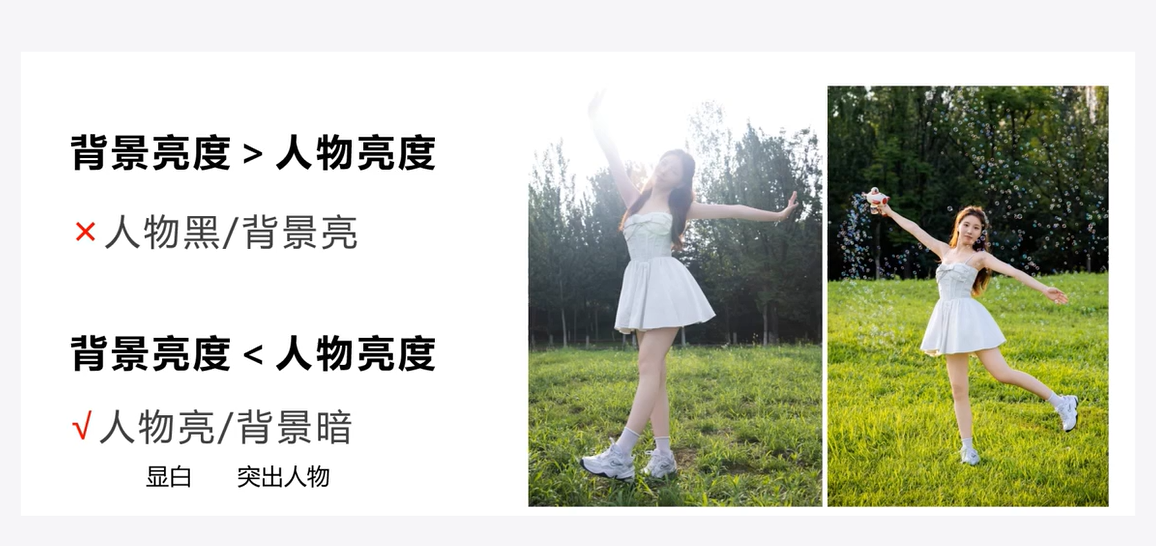 背景亮度 > 人物亮度
×人物黑/背景亮
背景亮度 < 人物亮度
√人物亮/背景暗
显白 突出人物